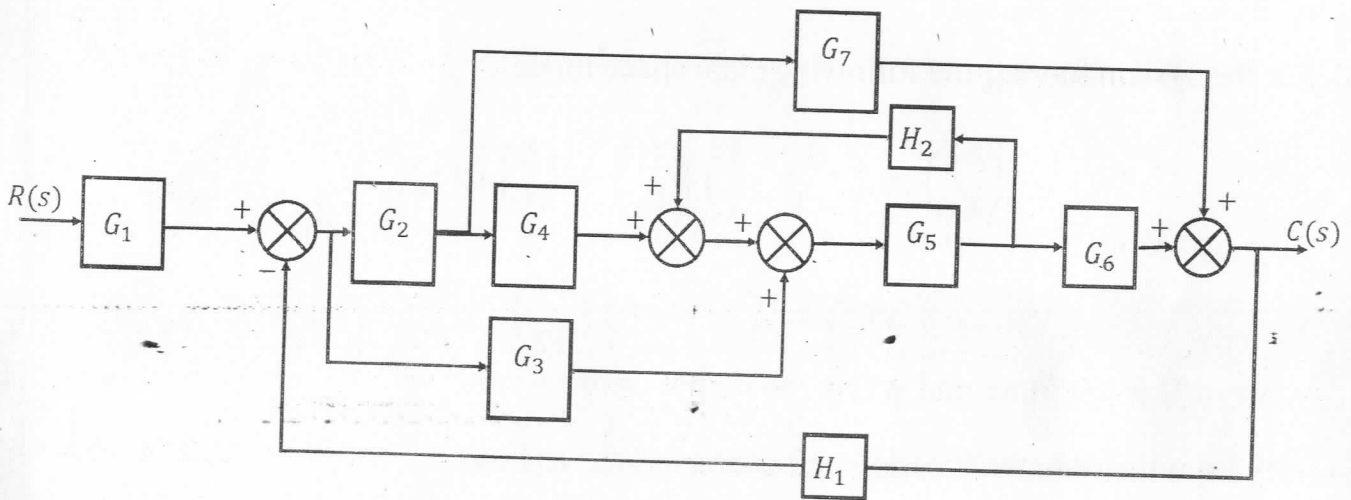 G₇
H₂
R(s)
G₁
+
−
G₂
G₄
+
+
+
+
G₅
G₆
+
+
C(s)
G₃
H₁